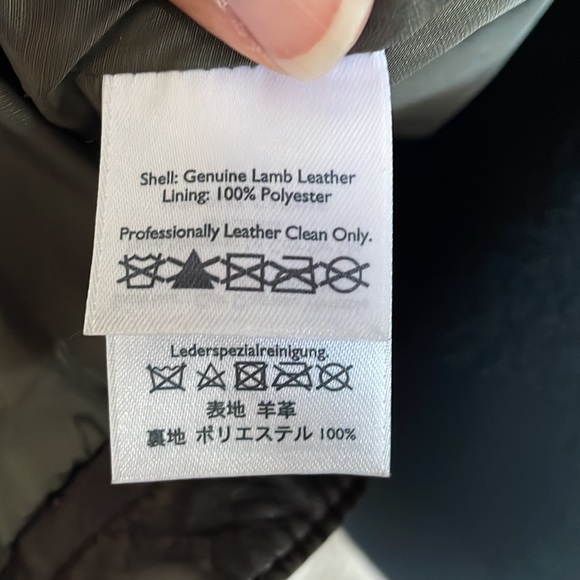 Shell: Genuine Lamb Leather
Lining: 100% Polyester
Professionally Leather Clean Only.
Lederspezialreinigung.
表地 羊革
裏地 ポリエステル 100%